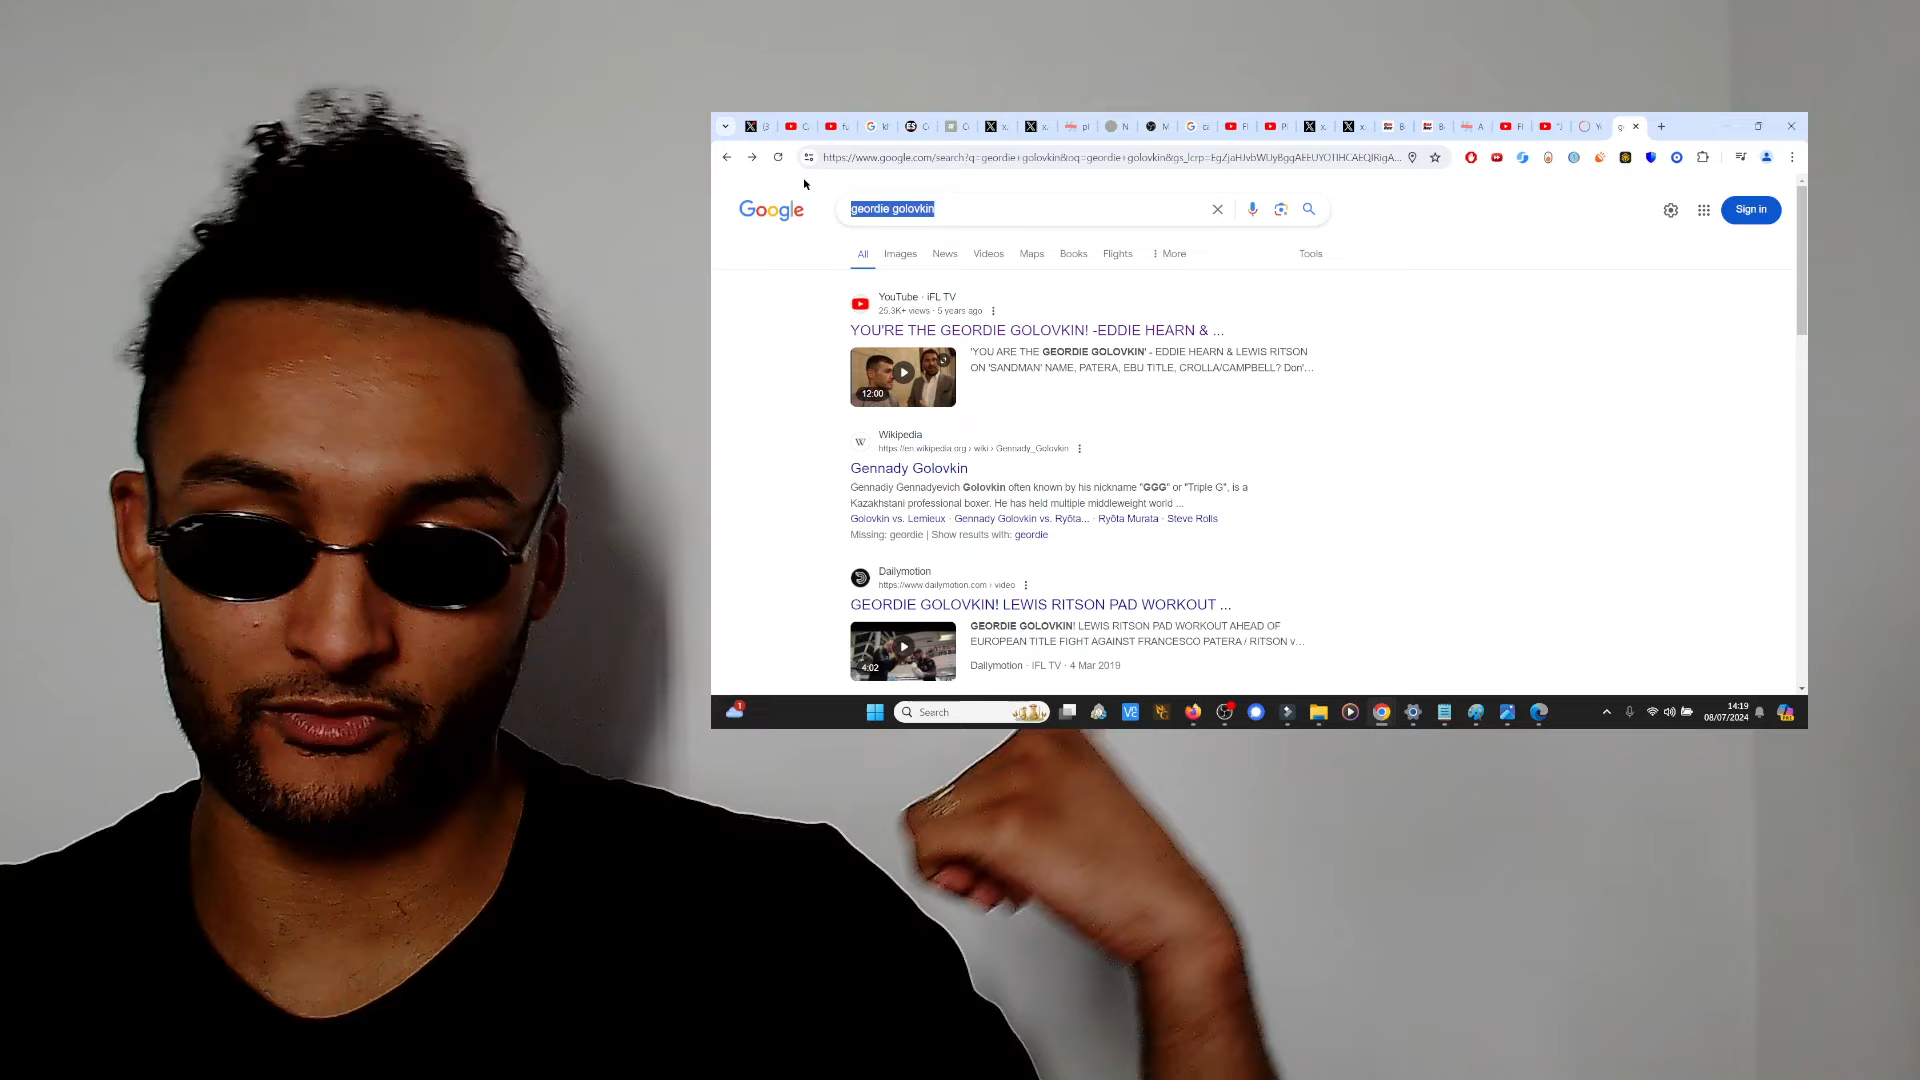 https://www.google.com/search?q=geordie+golovkin&oq=geordie+golovkin&gs_lcrp=EgZjaHJvbWUyBggAEEUYOTIHCAEQIRigA...
Google
geordie golovkin
Sign in
All Images News Videos Maps Books Flights More Tools
YouTube · iFL TV
25.3K+ views · 5 years ago
YOU'RE THE GEORDIE GOLOVKIN! -EDDIE HEARN & ...
'YOU ARE THE GEORDIE GOLOVKIN' - EDDIE HEARN & LEWIS RITSON
ON 'SANDMAN' NAME, PATERA, EBU TITLE, CROLLA/CAMPBELL? Don'...
12:00
Wikipedia
https://en.wikipedia.org › wiki › Gennady_Golovkin
Gennady Golovkin
Gennadiy Gennadyevich Golovkin often known by his nickname "GGG" or "Triple G", is a
Kazakhstani professional boxer. He has held multiple middleweight world ...
Golovkin vs. Lemieux · Gennady Golovkin vs. Ryōta... · Ryōta Murata · Steve Rolls
Missing: geordie | Show results with: geordie
Dailymotion
https://www.dailymotion.com › video
GEORDIE GOLOVKIN! LEWIS RITSON PAD WORKOUT ...
GEORDIE GOLOVKIN! LEWIS RITSON PAD WORKOUT AHEAD OF
EUROPEAN TITLE FIGHT AGAINST FRANCESCO PATERA / RITSON v...
4:02
Dailymotion · IFL TV · 4 Mar 2019
1
Search
14:19
08/07/2024